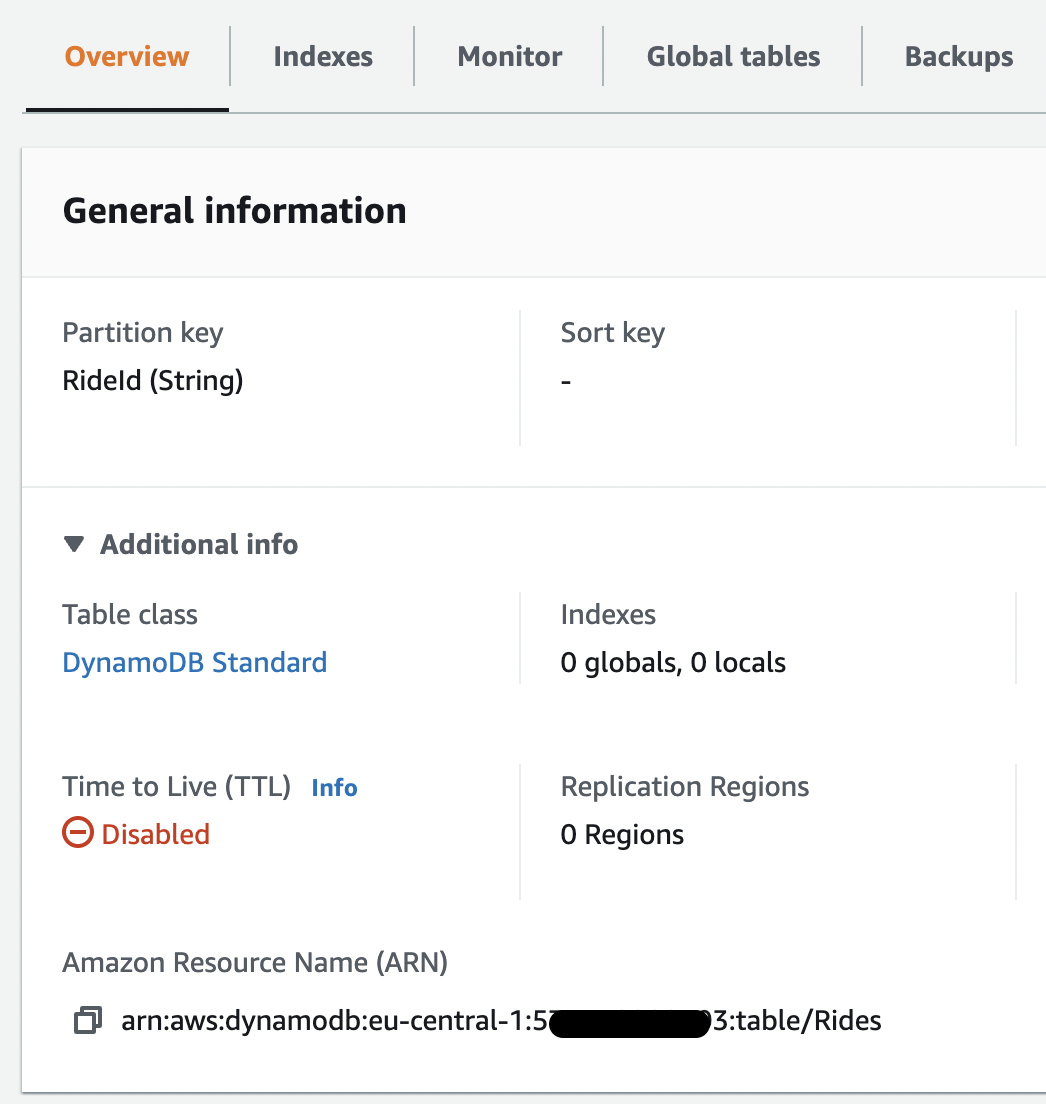 Overview Indexes Monitor Global tables Backups
General information
Partition key
RideId (String)
Sort key
-
Additional info
Table class
DynamoDB Standard
Indexes
0 globals, 0 locals
Time to Live (TTL) Info
Disabled
Replication Regions
0 Regions
Amazon Resource Name (ARN)
arn:aws:dynamodb:eu-central-1:5 3:table/Rides